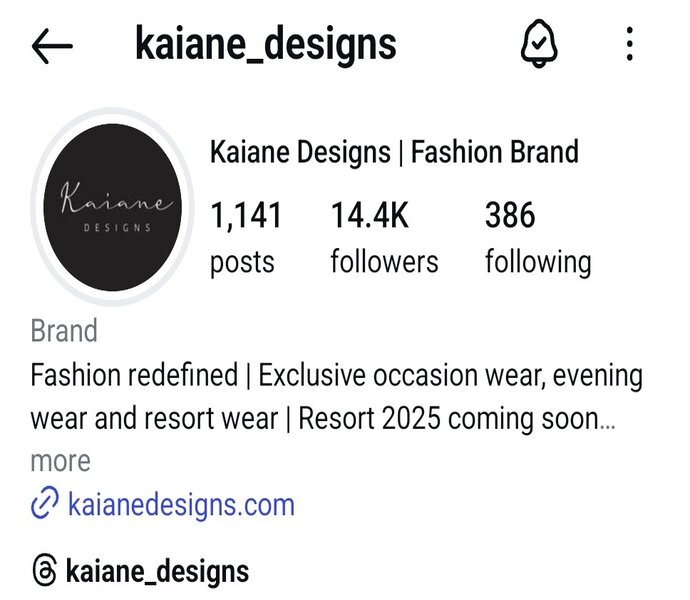 kaiane_designs
Kaiane
DESIGNS
Kaiane Designs | Fashion Brand
1,141 14.4K 386
posts followers following
Brand
Fashion redefined | Exclusive occasion wear, evening
wear and resort wear | Resort 2025 coming soon...
more
kaianedesigns.com
kaiane_designs